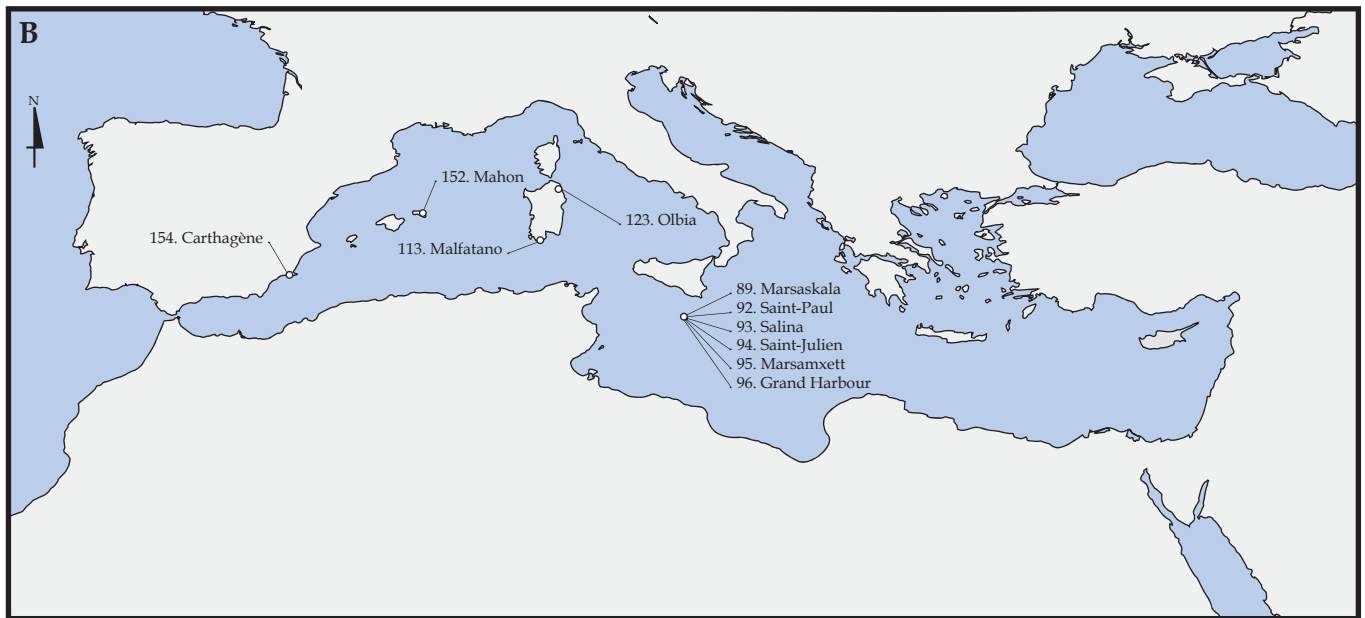 B
N
152. Mahon
123. Olbia
154. Carthagène
113. Malfatano
89. Marsaskala
92. Saint-Paul
93. Salina
94. Saint-Julien
95. Marsamxett
96. Grand Harbour